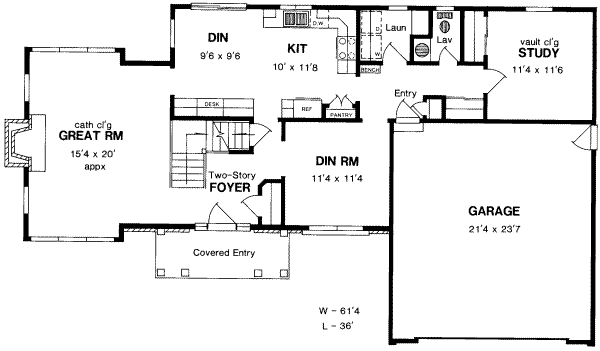 DIN
9'6 x 9'6
KIT
10' x 11'8
D.W.
Laun
W
D
Lav
vault cl'g
STUDY
11'4 x 11'6
BENCH
Entry
DESK
REF
PANTRY
cath cl'g
GREAT RM
15'4 x 20'
appx
Two-Story
FOYER
DIN RM
11'4 x 11'4
GARAGE
21'4 x 23'7
Covered Entry
W - 61'4
L - 36'